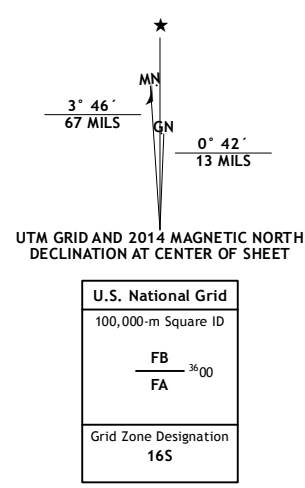 ★
MN
3° 46´
67 MILS
GN
0° 42´
13 MILS
UTM GRID AND 2014 MAGNETIC NORTH
DECLINATION AT CENTER OF SHEET
U.S. National Grid
100,000-m Square ID
FB
3600
FA
Grid Zone Designation
16S